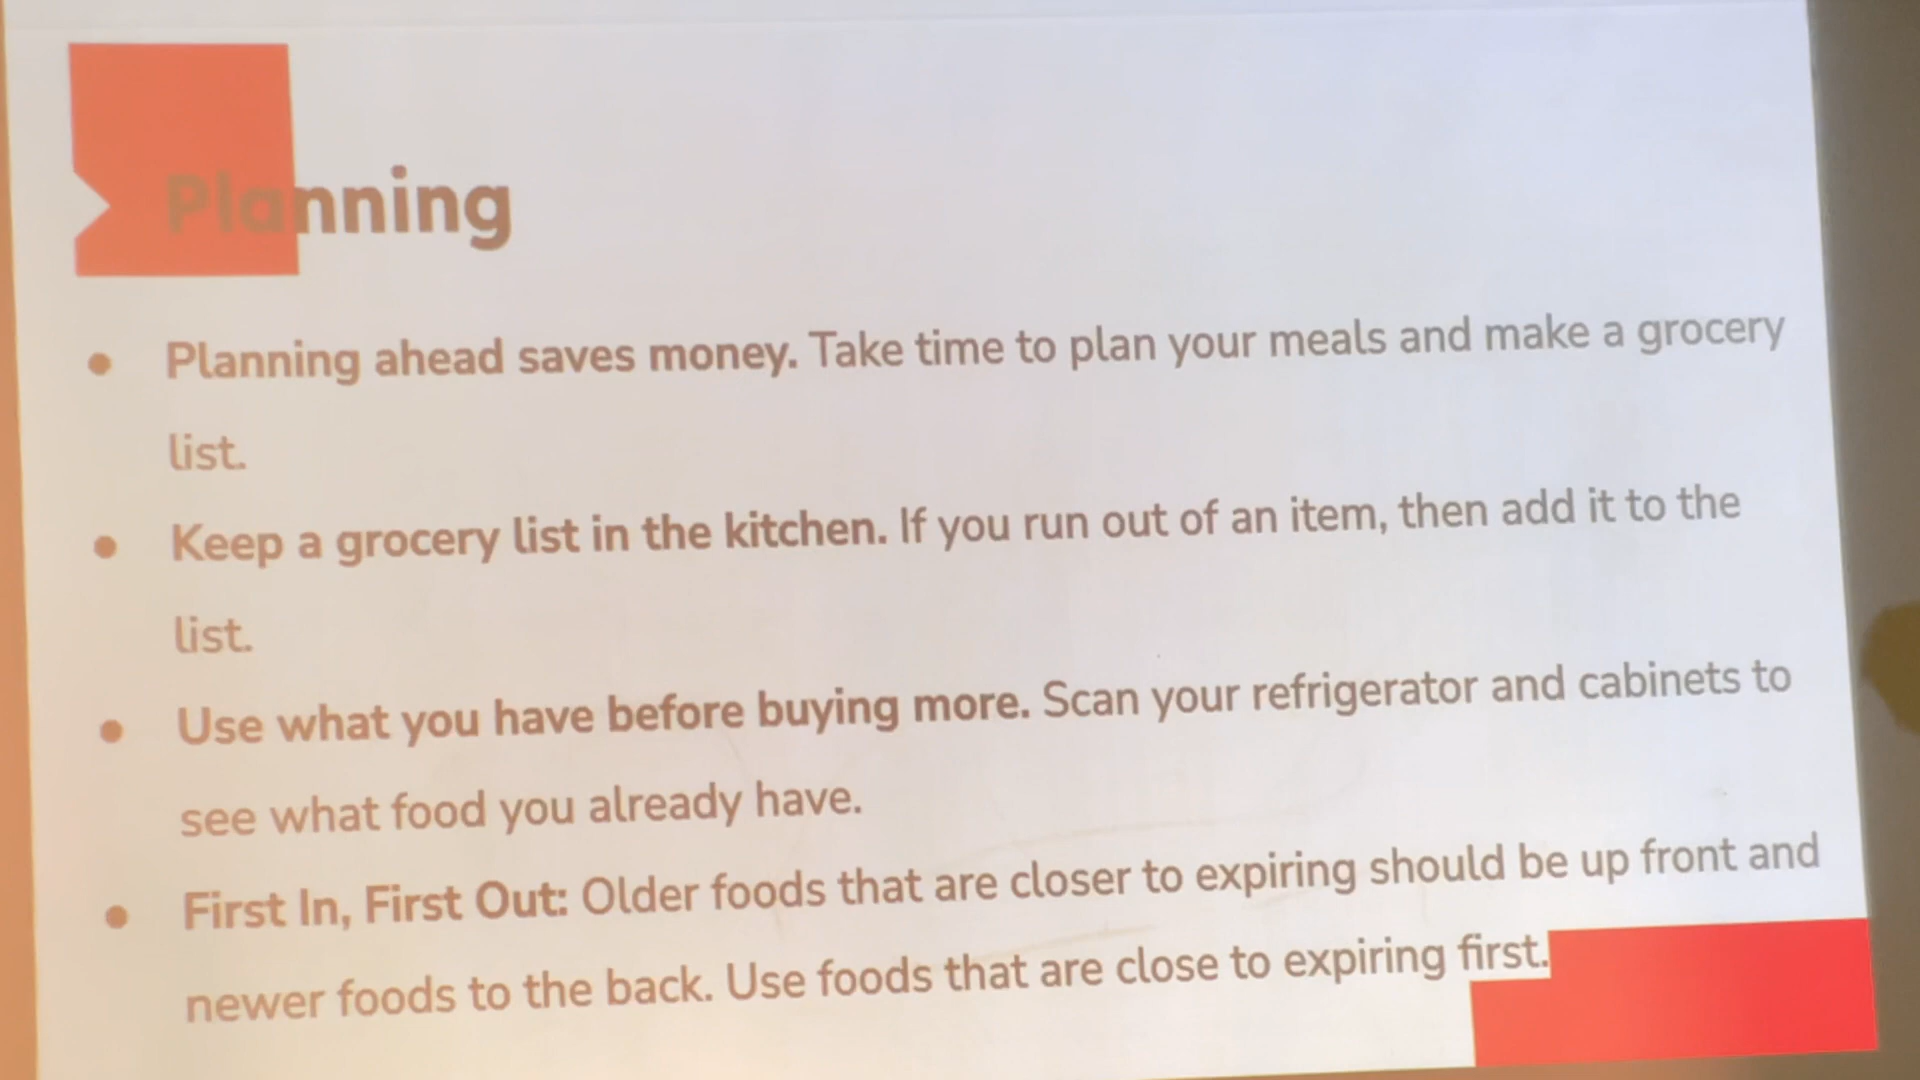 Planning
• Planning ahead saves money. Take time to plan your meals and make a grocery
list.
• Keep a grocery list in the kitchen. If you run out of an item, then add it to the
list.
• Use what you have before buying more. Scan your refrigerator and cabinets to
see what food you already have.
• First In, First Out: Older foods that are closer to expiring should be up front and
newer foods to the back. Use foods that are close to expiring first.